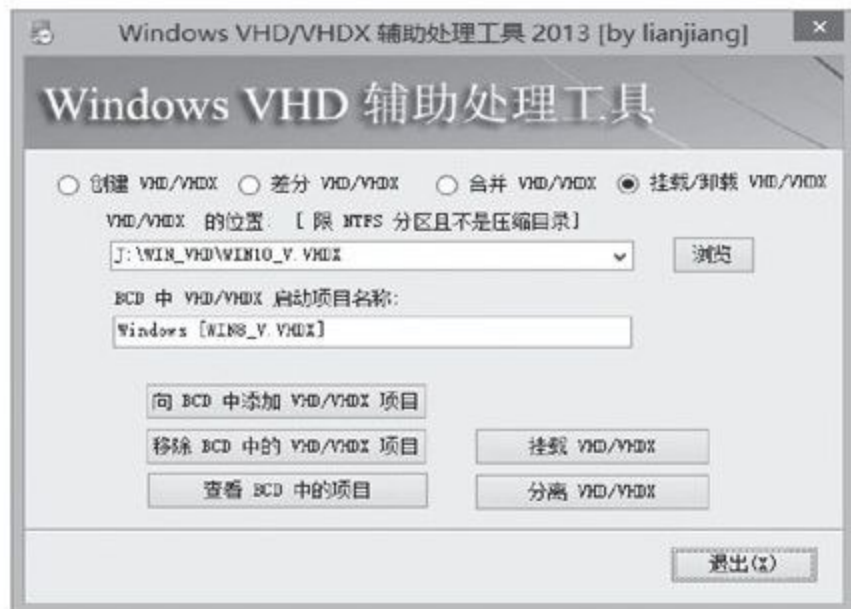 Windows VHD/VHDX 辅助处理工具 2013 [by lianjiang]
Windows VHD 辅助处理工具
创建 VHD/VHDX 差分 VHD/VHDX 合并 VHD/VHDX 挂载/卸载 VHD/VHDX
VHD/VHDX 的位置: [ 限 NTFS 分区且不是压缩目录]
J:\WIN_VHD\WIN10_V.VHDX 浏览
BCD 中 VHD/VHDX 启动项目名称:
Windows [WIN8_V.VHDX]
向 BCD 中添加 VHD/VHDX 项目
移除 BCD 中的 VHD/VHDX 项目 挂载 VHD/VHDX
查看 BCD 中的项目 分离 VHD/VHDX
退出(X)